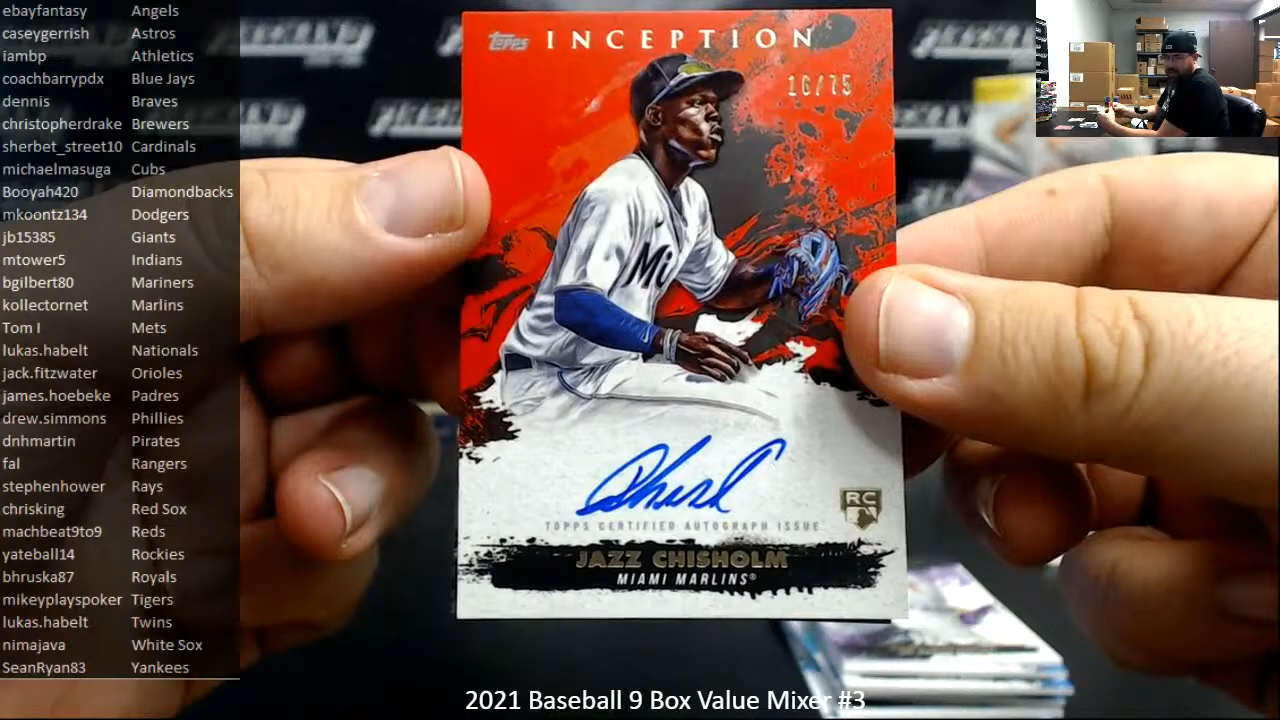 ebayfantasy Angels
caseygerrish Astros
iambp Athletics
coachbarrypdx Blue Jays
dennis Braves
christopherdrake Brewers
sherbet_street10 Cardinals
michaelmasuga Cubs
Booyah420 Diamondbacks
mkoontz134 Dodgers
jb15385 Giants
mtower5 Indians
bgilbert80 Mariners
kollectornet Marlins
Tom I Mets
lukas.habelt Nationals
jack.fitzwater Orioles
james.hoebeke Padres
drew.simmons Phillies
dnhmartin Pirates
fal Rangers
stephenhower Rays
chrisking Red Sox
machbeat9to9 Reds
yateball14 Rockies
bhruska87 Royals
mikeyplayspoker Tigers
lukas.habelt Twins
nimajava White Sox
SeanRyan83 Yankees
Topps INCEPTION
16/75
Mi
TOPPS CERTIFIED AUTOGRAPH ISSUE
RC
JAZZ CHISHOLM
MIAMI MARLINS®
2021 Baseball 9 Box Value Mixer #3